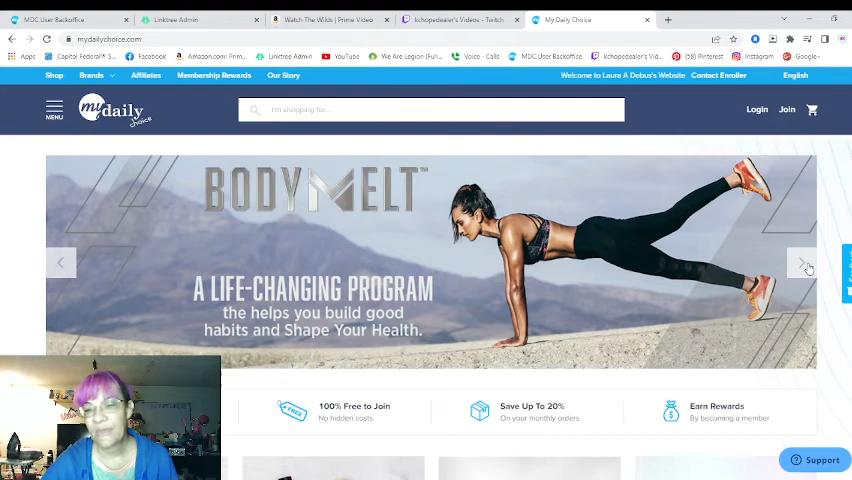 MDC User Backoffice
Linktree Admin
Watch The Wilds | Prime Video
kchopedealer's Videos - Twitch
My Daily Choice
mydailychoice.com
Apps
Capitol Federal® S...
Facebook
Amazon.com: Prim...
Linktree Admin
YouTube
We Are Legion (Full...
Voice - Calls
MDC User Backoffice
kchopedealer's Vid...
(58) Pinterest
Instagram
Google+
Shop
Brands
Affiliates
Membership Rewards
Our Story
Welcome to Laura A Debus's Website
Contact Enroller
English
MENU
my daily choice
I'm shopping for...
Login
Join
BODYMELT™
A LIFE-CHANGING PROGRAM
the helps you build good
habits and Shape Your Health.
FREE
100% Free to Join
No hidden costs
Save Up To 20%
On your monthly orders
Earn Rewards
By becoming a member
Support